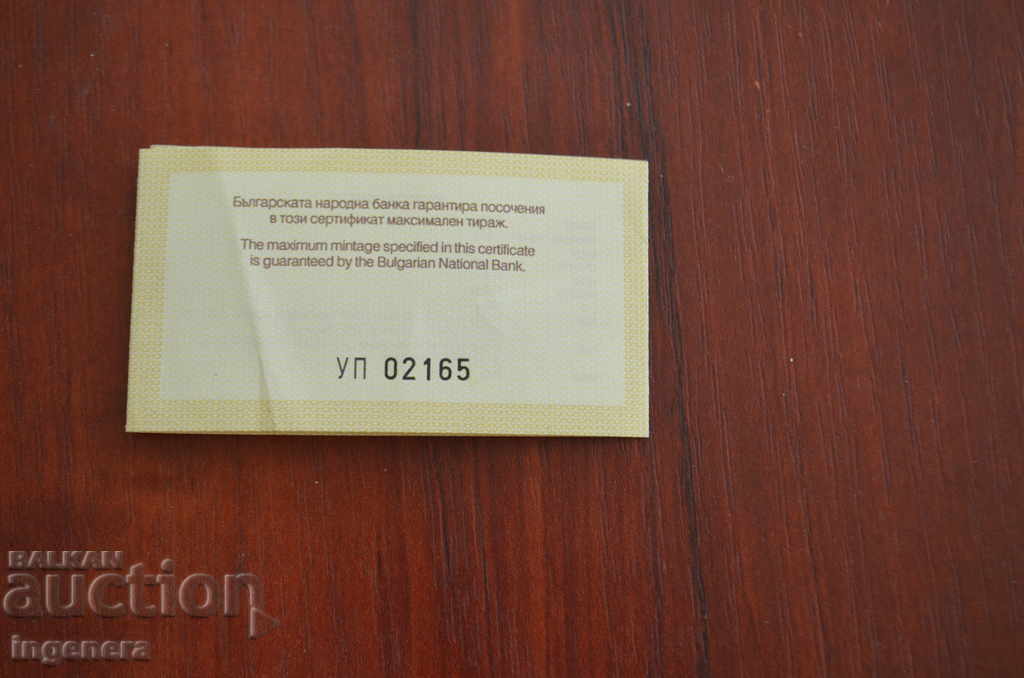 Българската народна банка гарантира посочения
в този сертификат максимален тираж.
The maximum mintage specified in this certificate
is guaranteed by the Bulgarian National Bank.
УП 02165
BALKAN
auction
ingenera